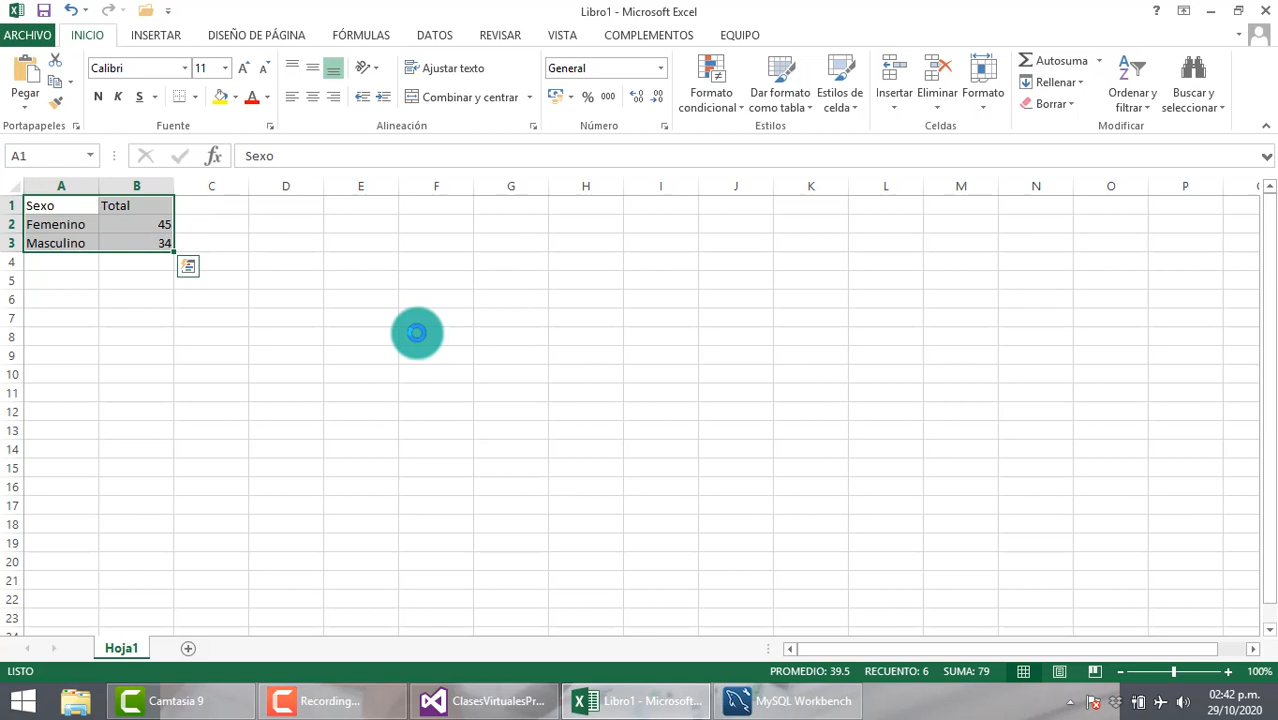 Libro1 - Microsoft Excel
?
ARCHIVO INICIO INSERTAR DISEÑO DE PÁGINA FÓRMULAS DATOS REVISAR VISTA COMPLEMENTOS EQUIPO
Pegar
Calibri 11
N K S
Ajustar texto
Combinar y centrar
General
% 000
Formato condicional
Dar formato como tabla
Estilos de celda
Insertar
Eliminar
Formato
Autosuma
Rellenar
Borrar
Ordenar y filtrar
Buscar y seleccionar
Portapapeles Fuente Alineación Número Estilos Celdas Modificar
A1 fx Sexo
A B C D E F G H I J K L M N O P
1 Sexo Total
2 Femenino 45
3 Masculino 34
4
5
6
7
8
9
10
11
12
13
14
15
16
17
18
19
20
21
22
23
Hoja1
LISTO PROMEDIO: 39.5 RECUENTO: 6 SUMA: 79 100%
Camtasia 9 Recording... ClasesVirtualesPr... Libro1 - Microsoft... MySQL Workbench 02:42 p.m.
29/10/2020